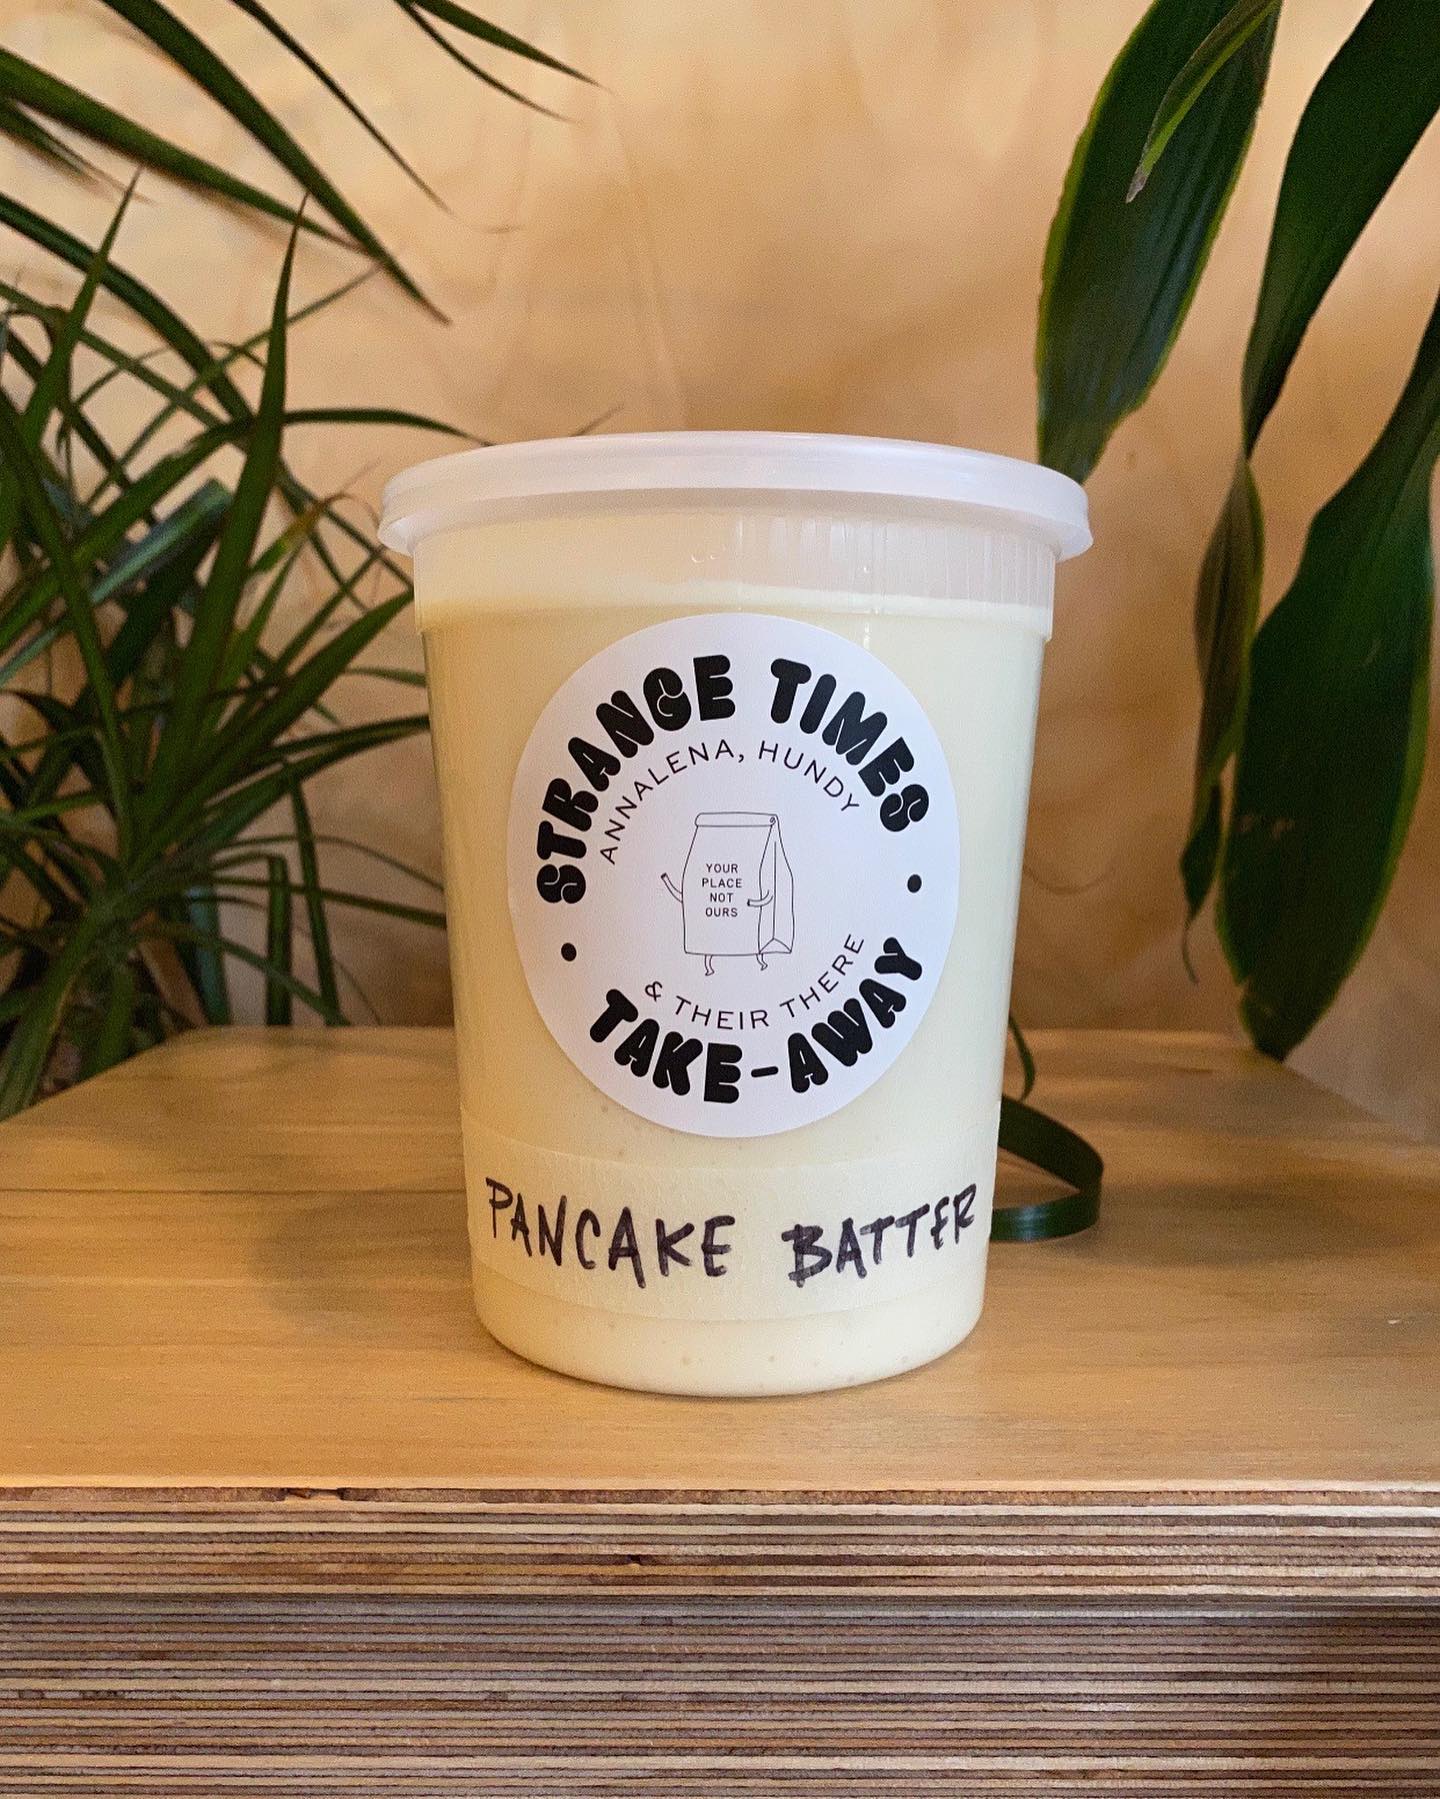 STRANGE TIMES
ANNALENA, HUNDY
YOUR
PLACE
NOT
OURS
& THEIR THERE
TAKE-AWAY
PANCAKE BATTER